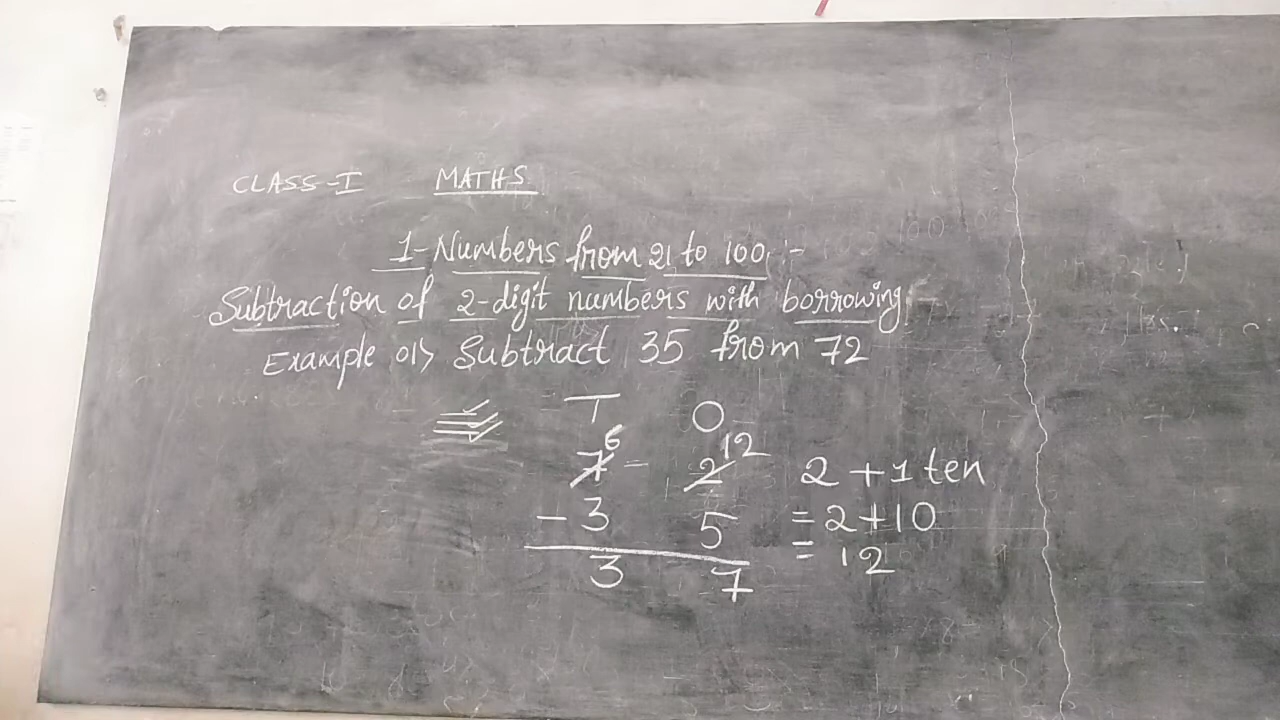 CLASS-I MATHS
1-Numbers from 21 to 100:-
Subtraction of 2-digit numbers with borrowing
Example 01> Subtract 35 from 72
T O
6 12
7 2 2 + 1 ten
- 3 5 = 2+10
= 12
3 7